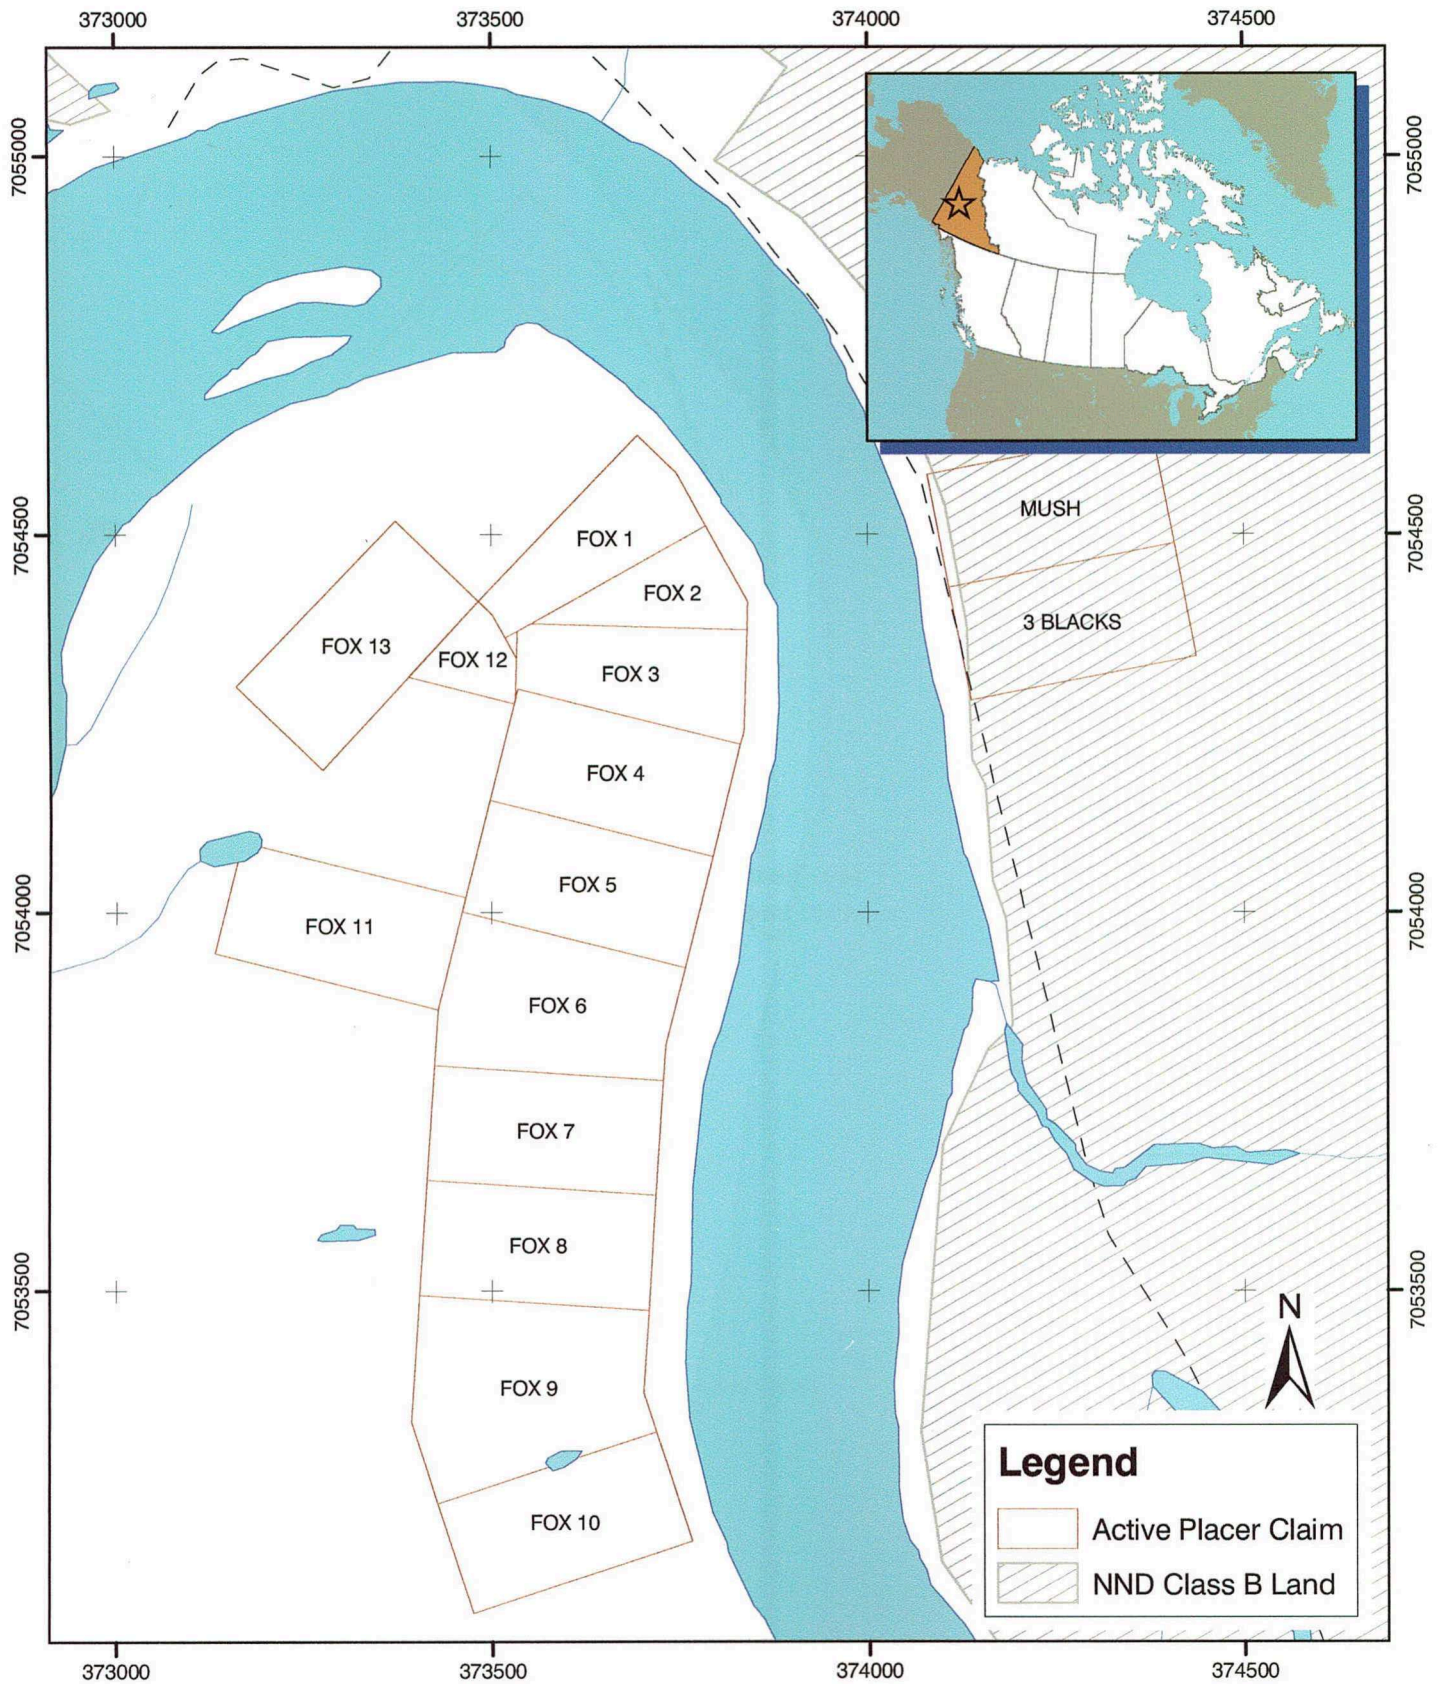 373000 373500 374000 374500
7055000 7055000
7054500 7054500
MUSH
FOX 1
FOX 2
3 BLACKS
FOX 13
FOX 12
FOX 3
FOX 4
FOX 5
7054000 7054000
FOX 11
FOX 6
FOX 7
FOX 8
7053500 7053500
N
FOX 9
Legend
FOX 10
Active Placer Claim
NND Class B Land
373000 373500 374000 374500